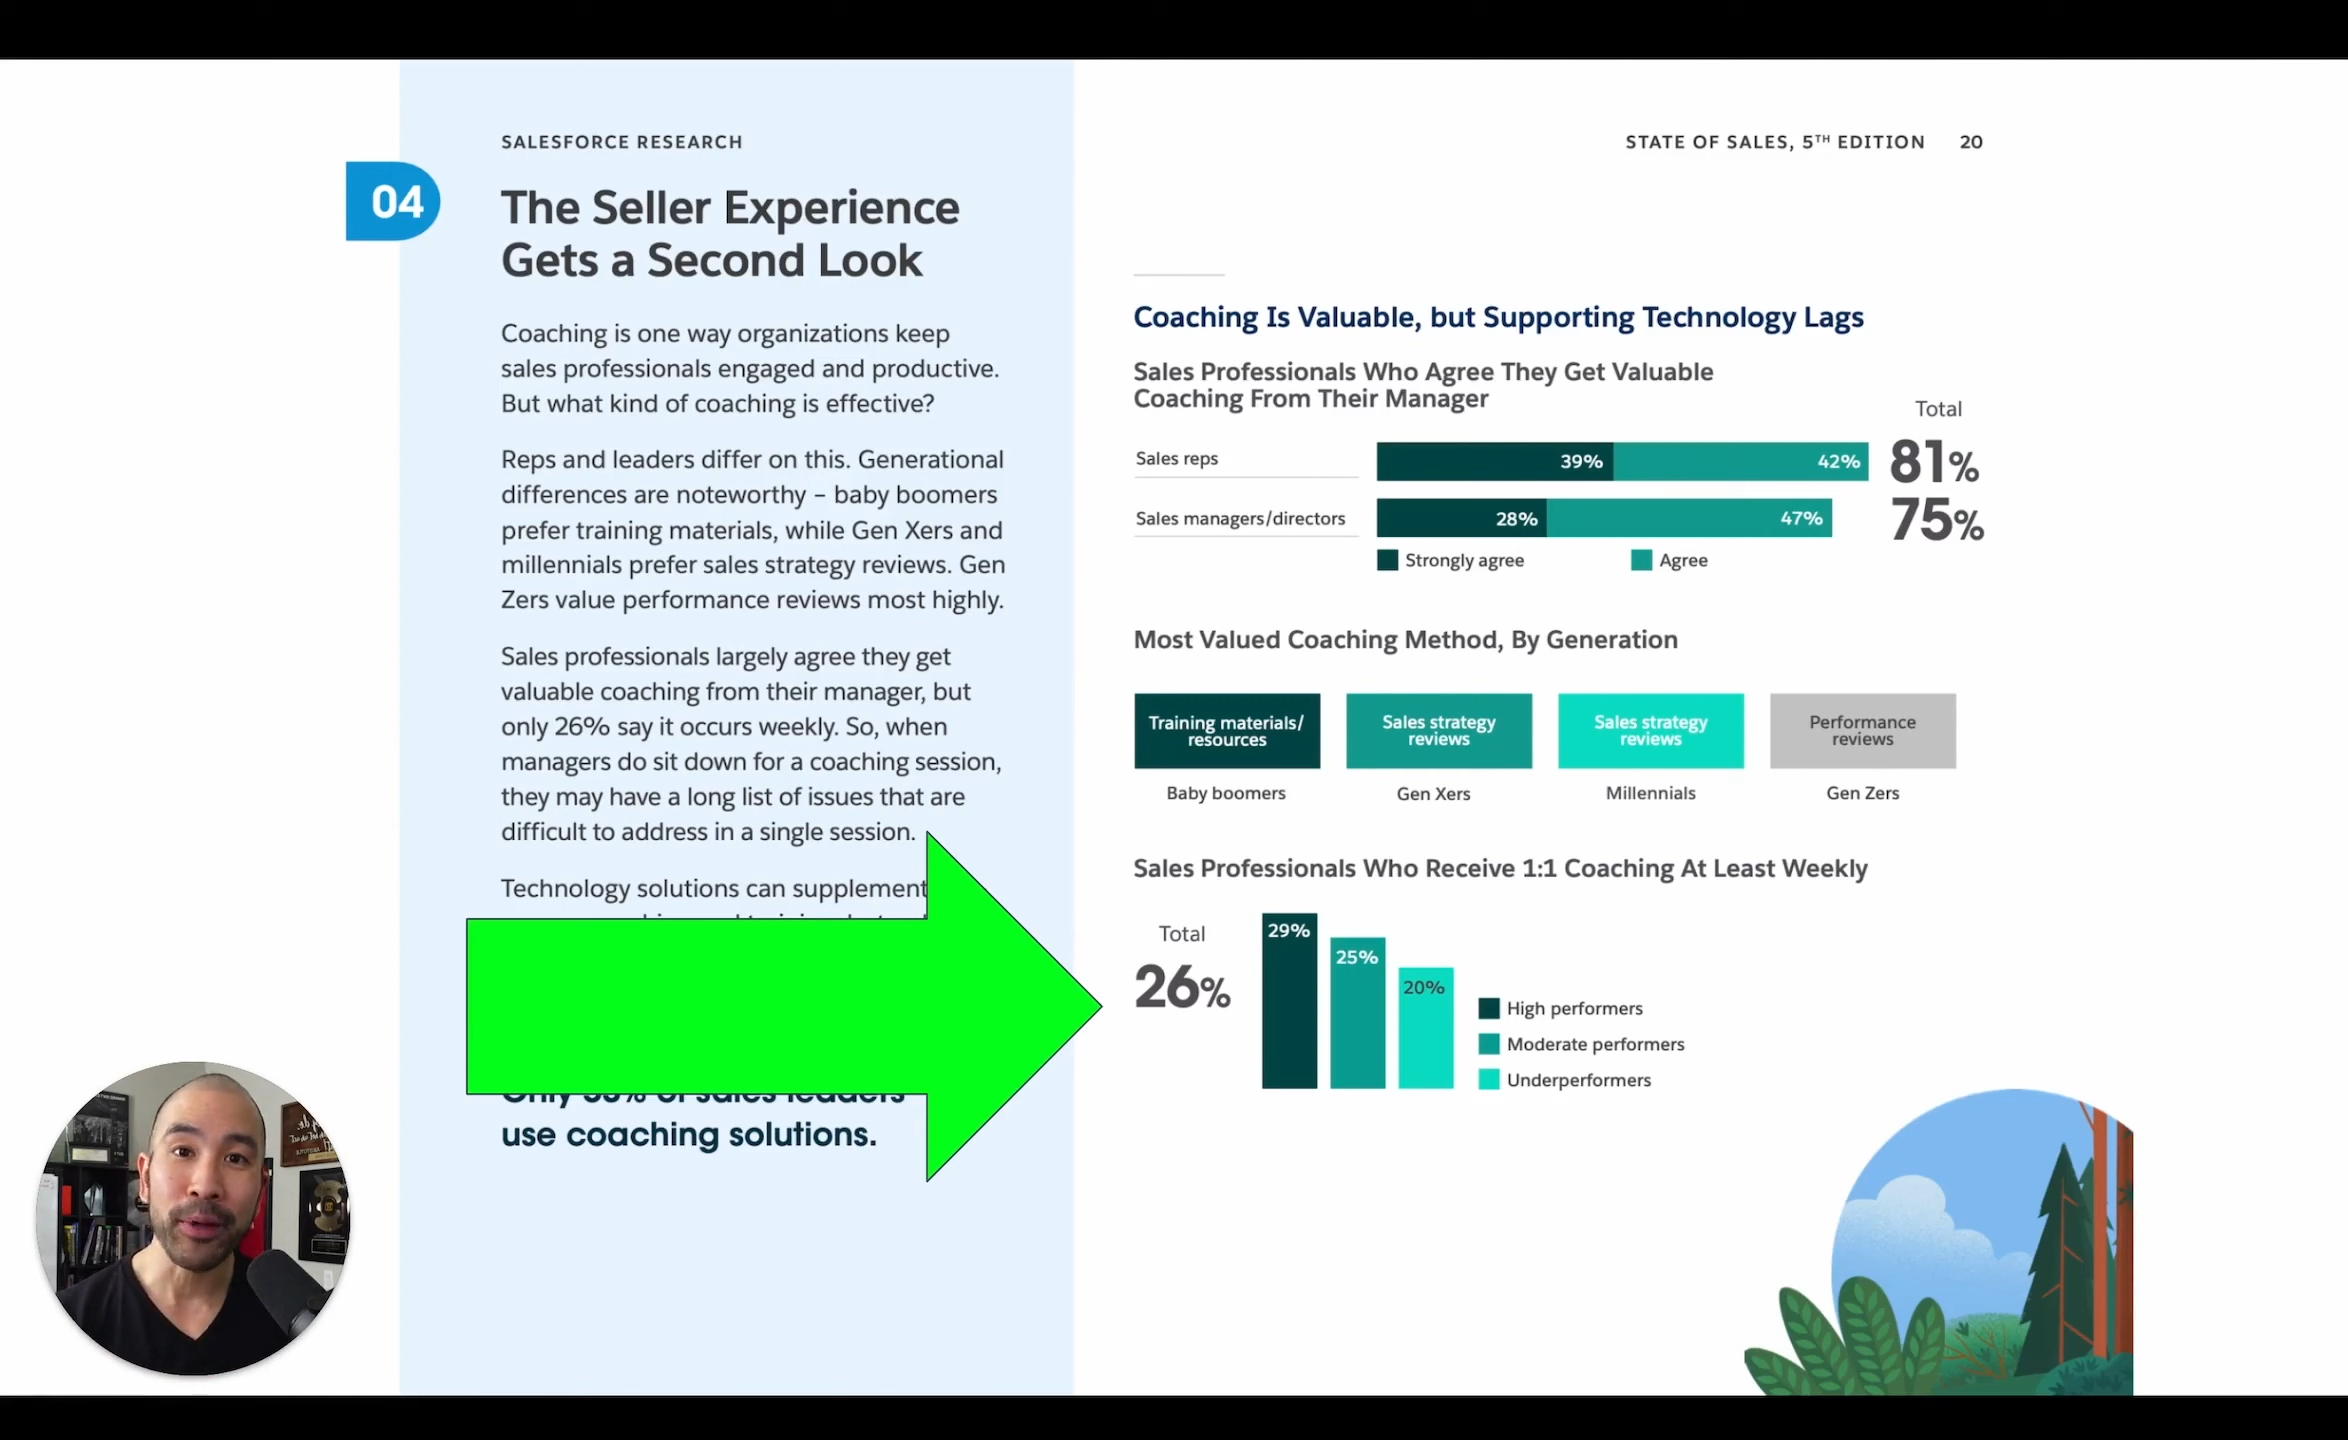 SALESFORCE RESEARCH
STATE OF SALES, 5TH EDITION 20
04
The Seller Experience
Gets a Second Look
Coaching is one way organizations keep
sales professionals engaged and productive.
But what kind of coaching is effective?
Reps and leaders differ on this. Generational
differences are noteworthy – baby boomers
prefer training materials, while Gen Xers and
millennials prefer sales strategy reviews. Gen
Zers value performance reviews most highly.
Sales professionals largely agree they get
valuable coaching from their manager, but
only 26% say it occurs weekly. So, when
managers do sit down for a coaching session,
they may have a long list of issues that are
difficult to address in a single session.
Technology solutions can supplement
Only of sales leaders
use coaching solutions.
Coaching Is Valuable, but Supporting Technology Lags
Sales Professionals Who Agree They Get Valuable
Coaching From Their Manager
Total
Sales reps 39% 42% 81%
Sales managers/directors 28% 47% 75%
Strongly agree Agree
Most Valued Coaching Method, By Generation
Training materials/
resources
Baby boomers
Sales strategy
reviews
Gen Xers
Sales strategy
reviews
Millennials
Performance
reviews
Gen Zers
Sales Professionals Who Receive 1:1 Coaching At Least Weekly
Total
26%
29%
25%
20%
High performers
Moderate performers
Underperformers